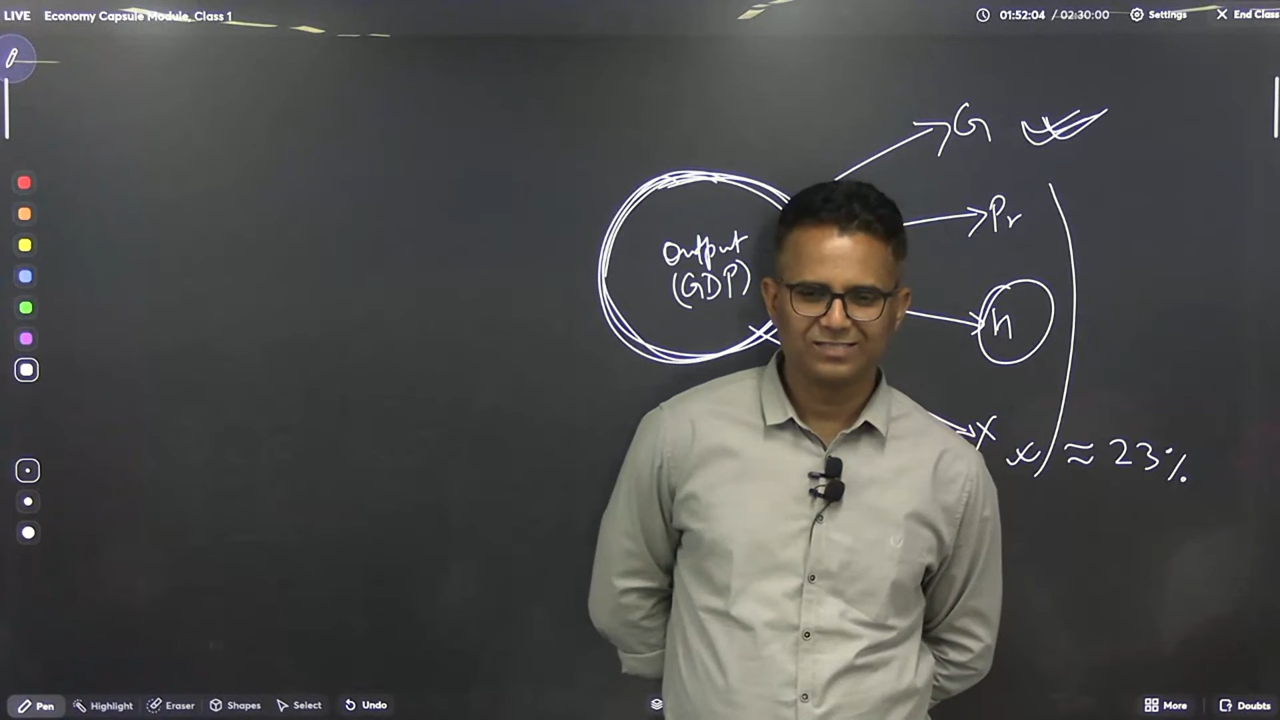 LIVE Economy Capsule Module, Class 1 01:52:04 / 02:30:00 Settings End Class
G
Pr
Output
(GDP)
h
X
x ≈ 23%
Pen Highlight Eraser Shapes Select Undo More Doubts